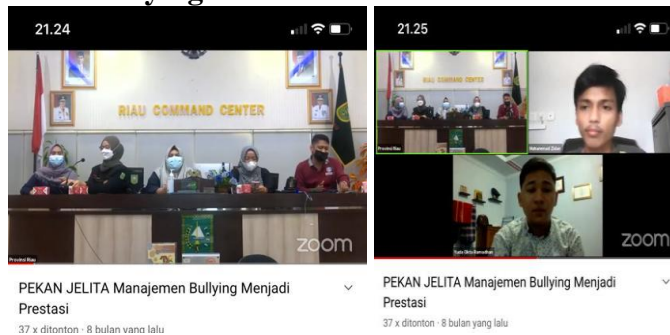 21.24
RIAU COMMAND CENTER
Provinsi Riau
zoom
PEKAN JELITA Manajemen Bullying Menjadi
Prestasi
37 x ditonton · 8 bulan yang lalu
21.25
RIAU COMMAND CENTER
Provinsi Riau
zoom
PEKAN JELITA Manajemen Bullying Menjadi
Prestasi
37 x ditonton · 8 bulan yang lalu